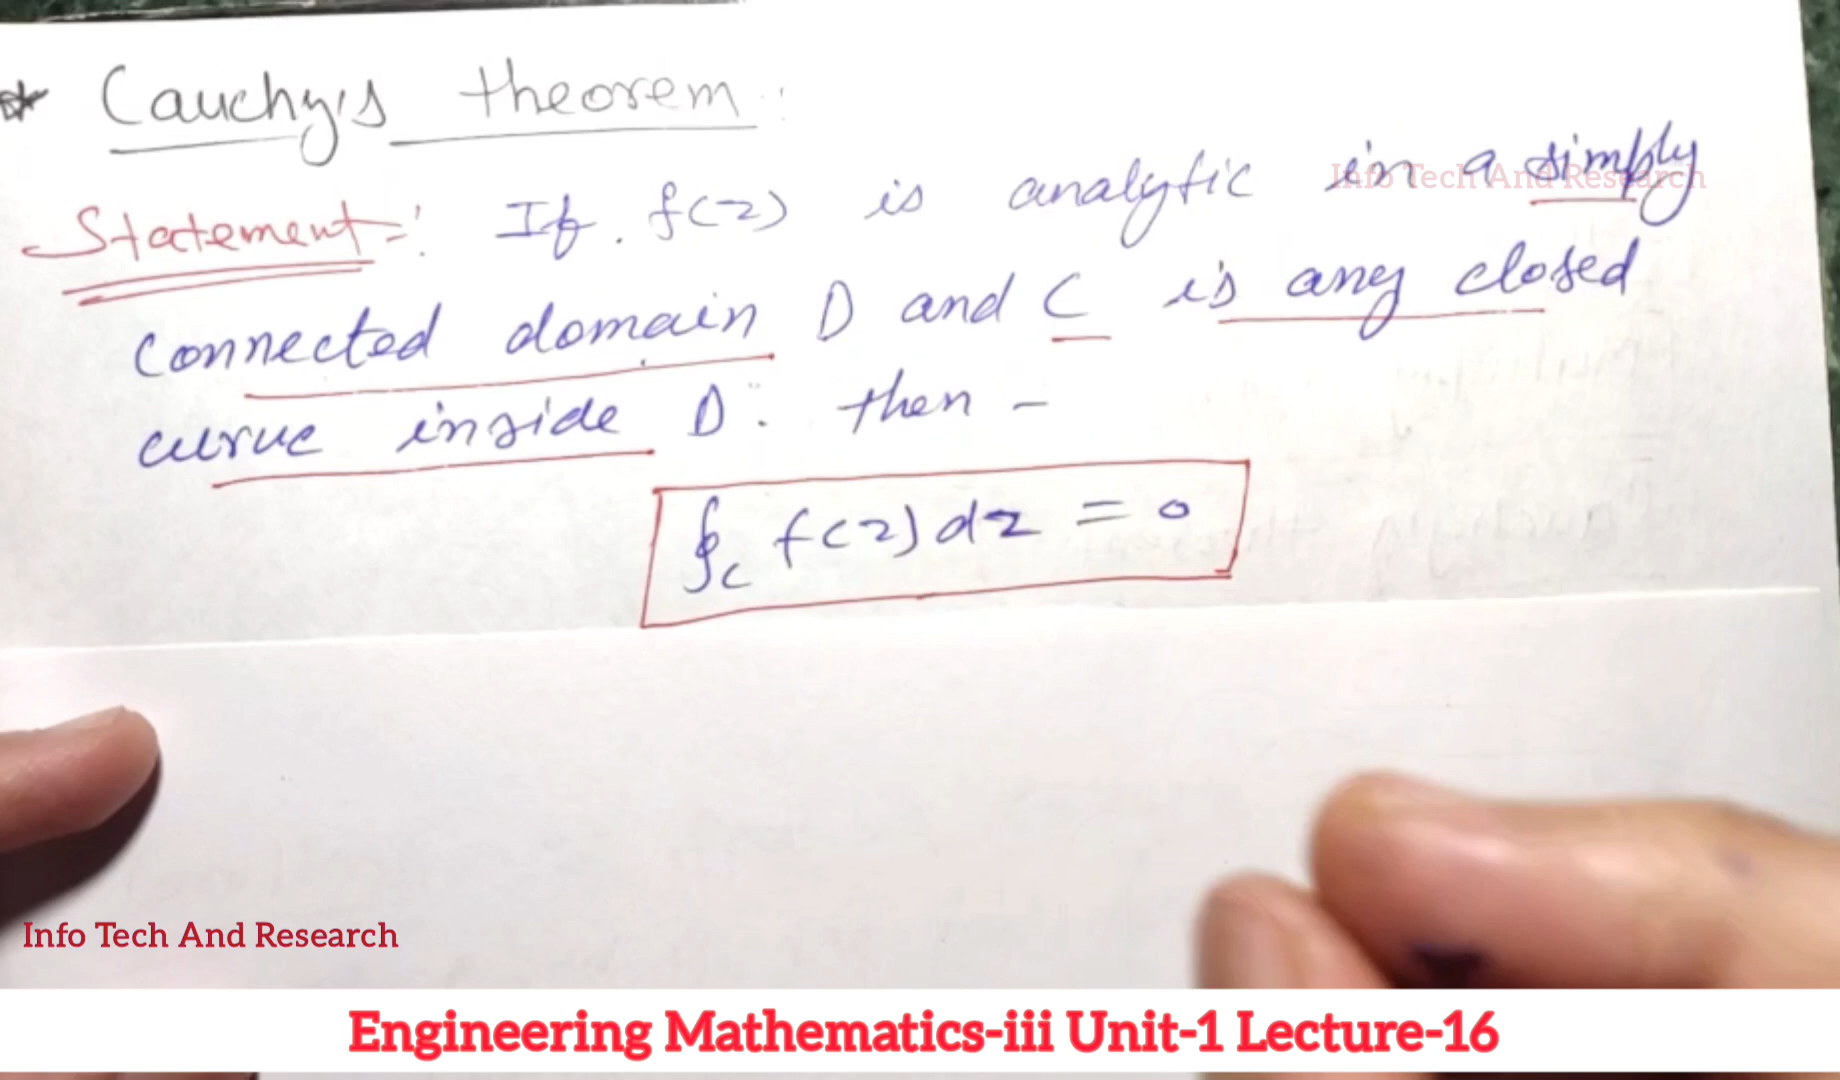 * Cauchy's theorem:
Statement:- If. f(z) is analytic in a simply
Info Tech And Research
connected domain D and C is any closed
curve inside D. then -
∮c f(z) dz = 0
Info Tech And Research
Engineering Mathematics-iii Unit-1 Lecture-16